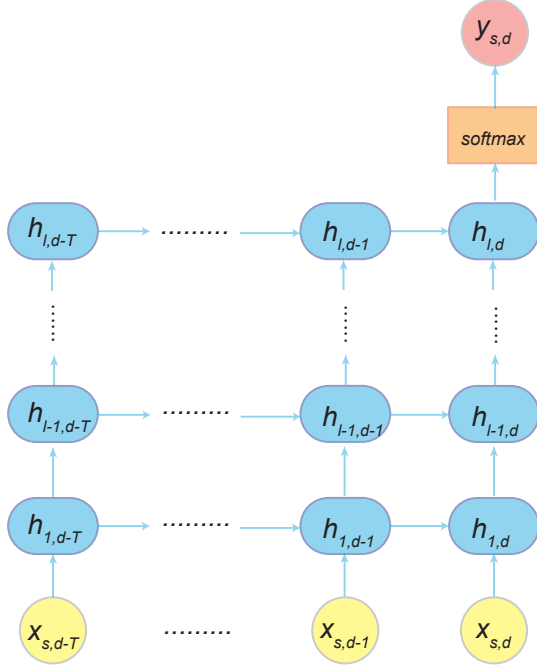 y_{s,d}
softmax
h_{l,d-T} ......... h_{l,d-1} h_{l,d}
...... ...... ......
h_{l-1,d-T} ......... h_{l-1,d-1} h_{l-1,d}
h_{1,d-T} ......... h_{1,d-1} h_{1,d}
x_{s,d-T} ......... x_{s,d-1} x_{s,d}